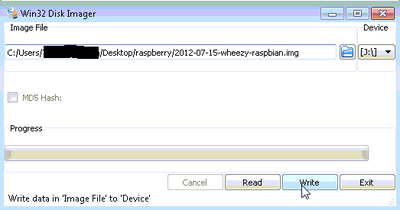 Win32 Disk Imager
Image File
Device
C:/Users/ /Desktop/raspberry/2012-07-15-wheezy-raspbian.img
[J:\]
MD5 Hash:
Progress
Cancel
Read
Write
Exit
Write data in 'Image File' to 'Device'